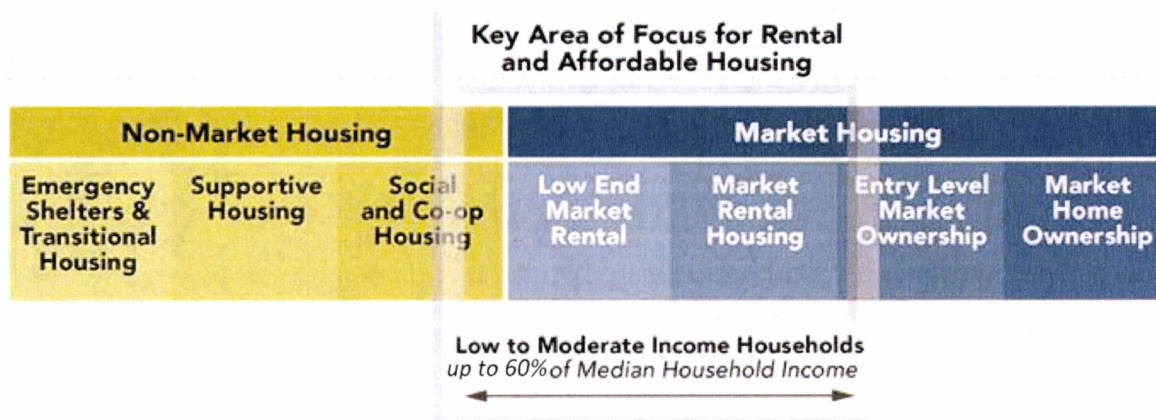 Key Area of Focus for Rental
and Affordable Housing
Non-Market Housing
Market Housing
Emergency
Shelters &
Transitional
Housing
Supportive
Housing
Social
and Co-op
Housing
Low End
Market
Rental
Market
Rental
Housing
Entry Level
Market
Ownership
Market
Home
Ownership
Low to Moderate Income Households
up to 60% of Median Household Income